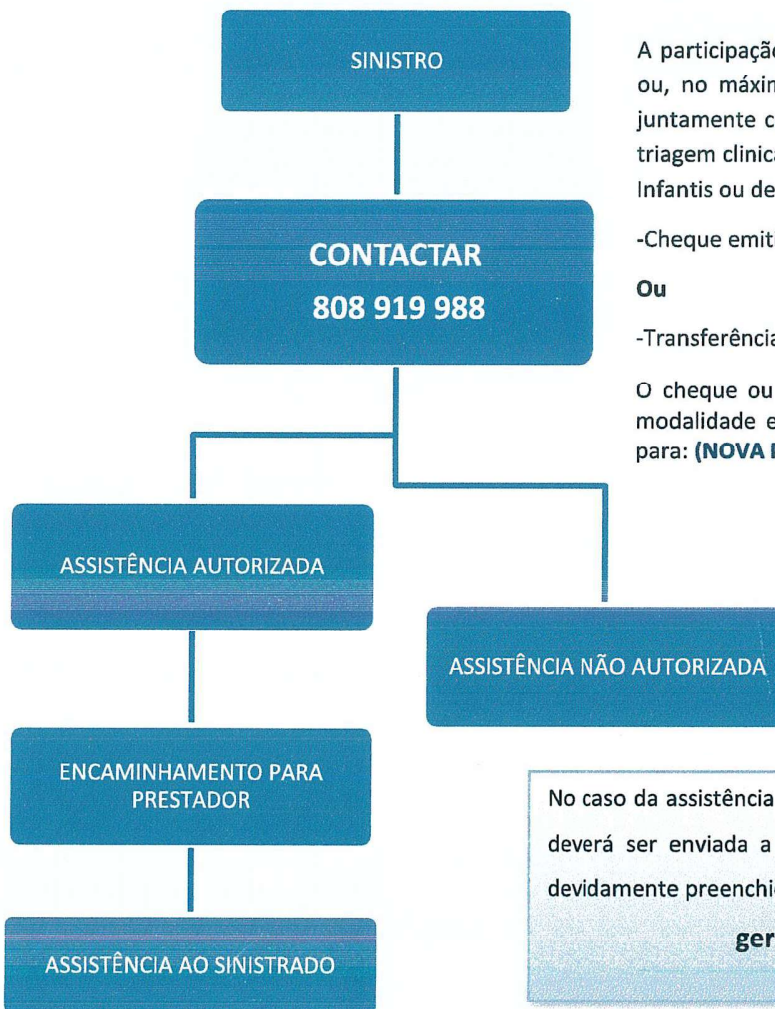 SINISTRO
CONTACTAR
808 919 988
A participação
ou, no máxim
juntamente c
triagem clinica
Infantis ou de
-Cheque emiti
Ou
-Transferência
O cheque ou
modalidade e
para: (NOVA
ASSISTÊNCIA AUTORIZADA
ASSISTÊNCIA NÃO AUTORIZADA
ENCAMINHAMENTO PARA
PRESTADOR
ASSISTÊNCIA AO SINISTRADO
No caso da assistência
deverá ser enviada a
devidamente preenchi
ger